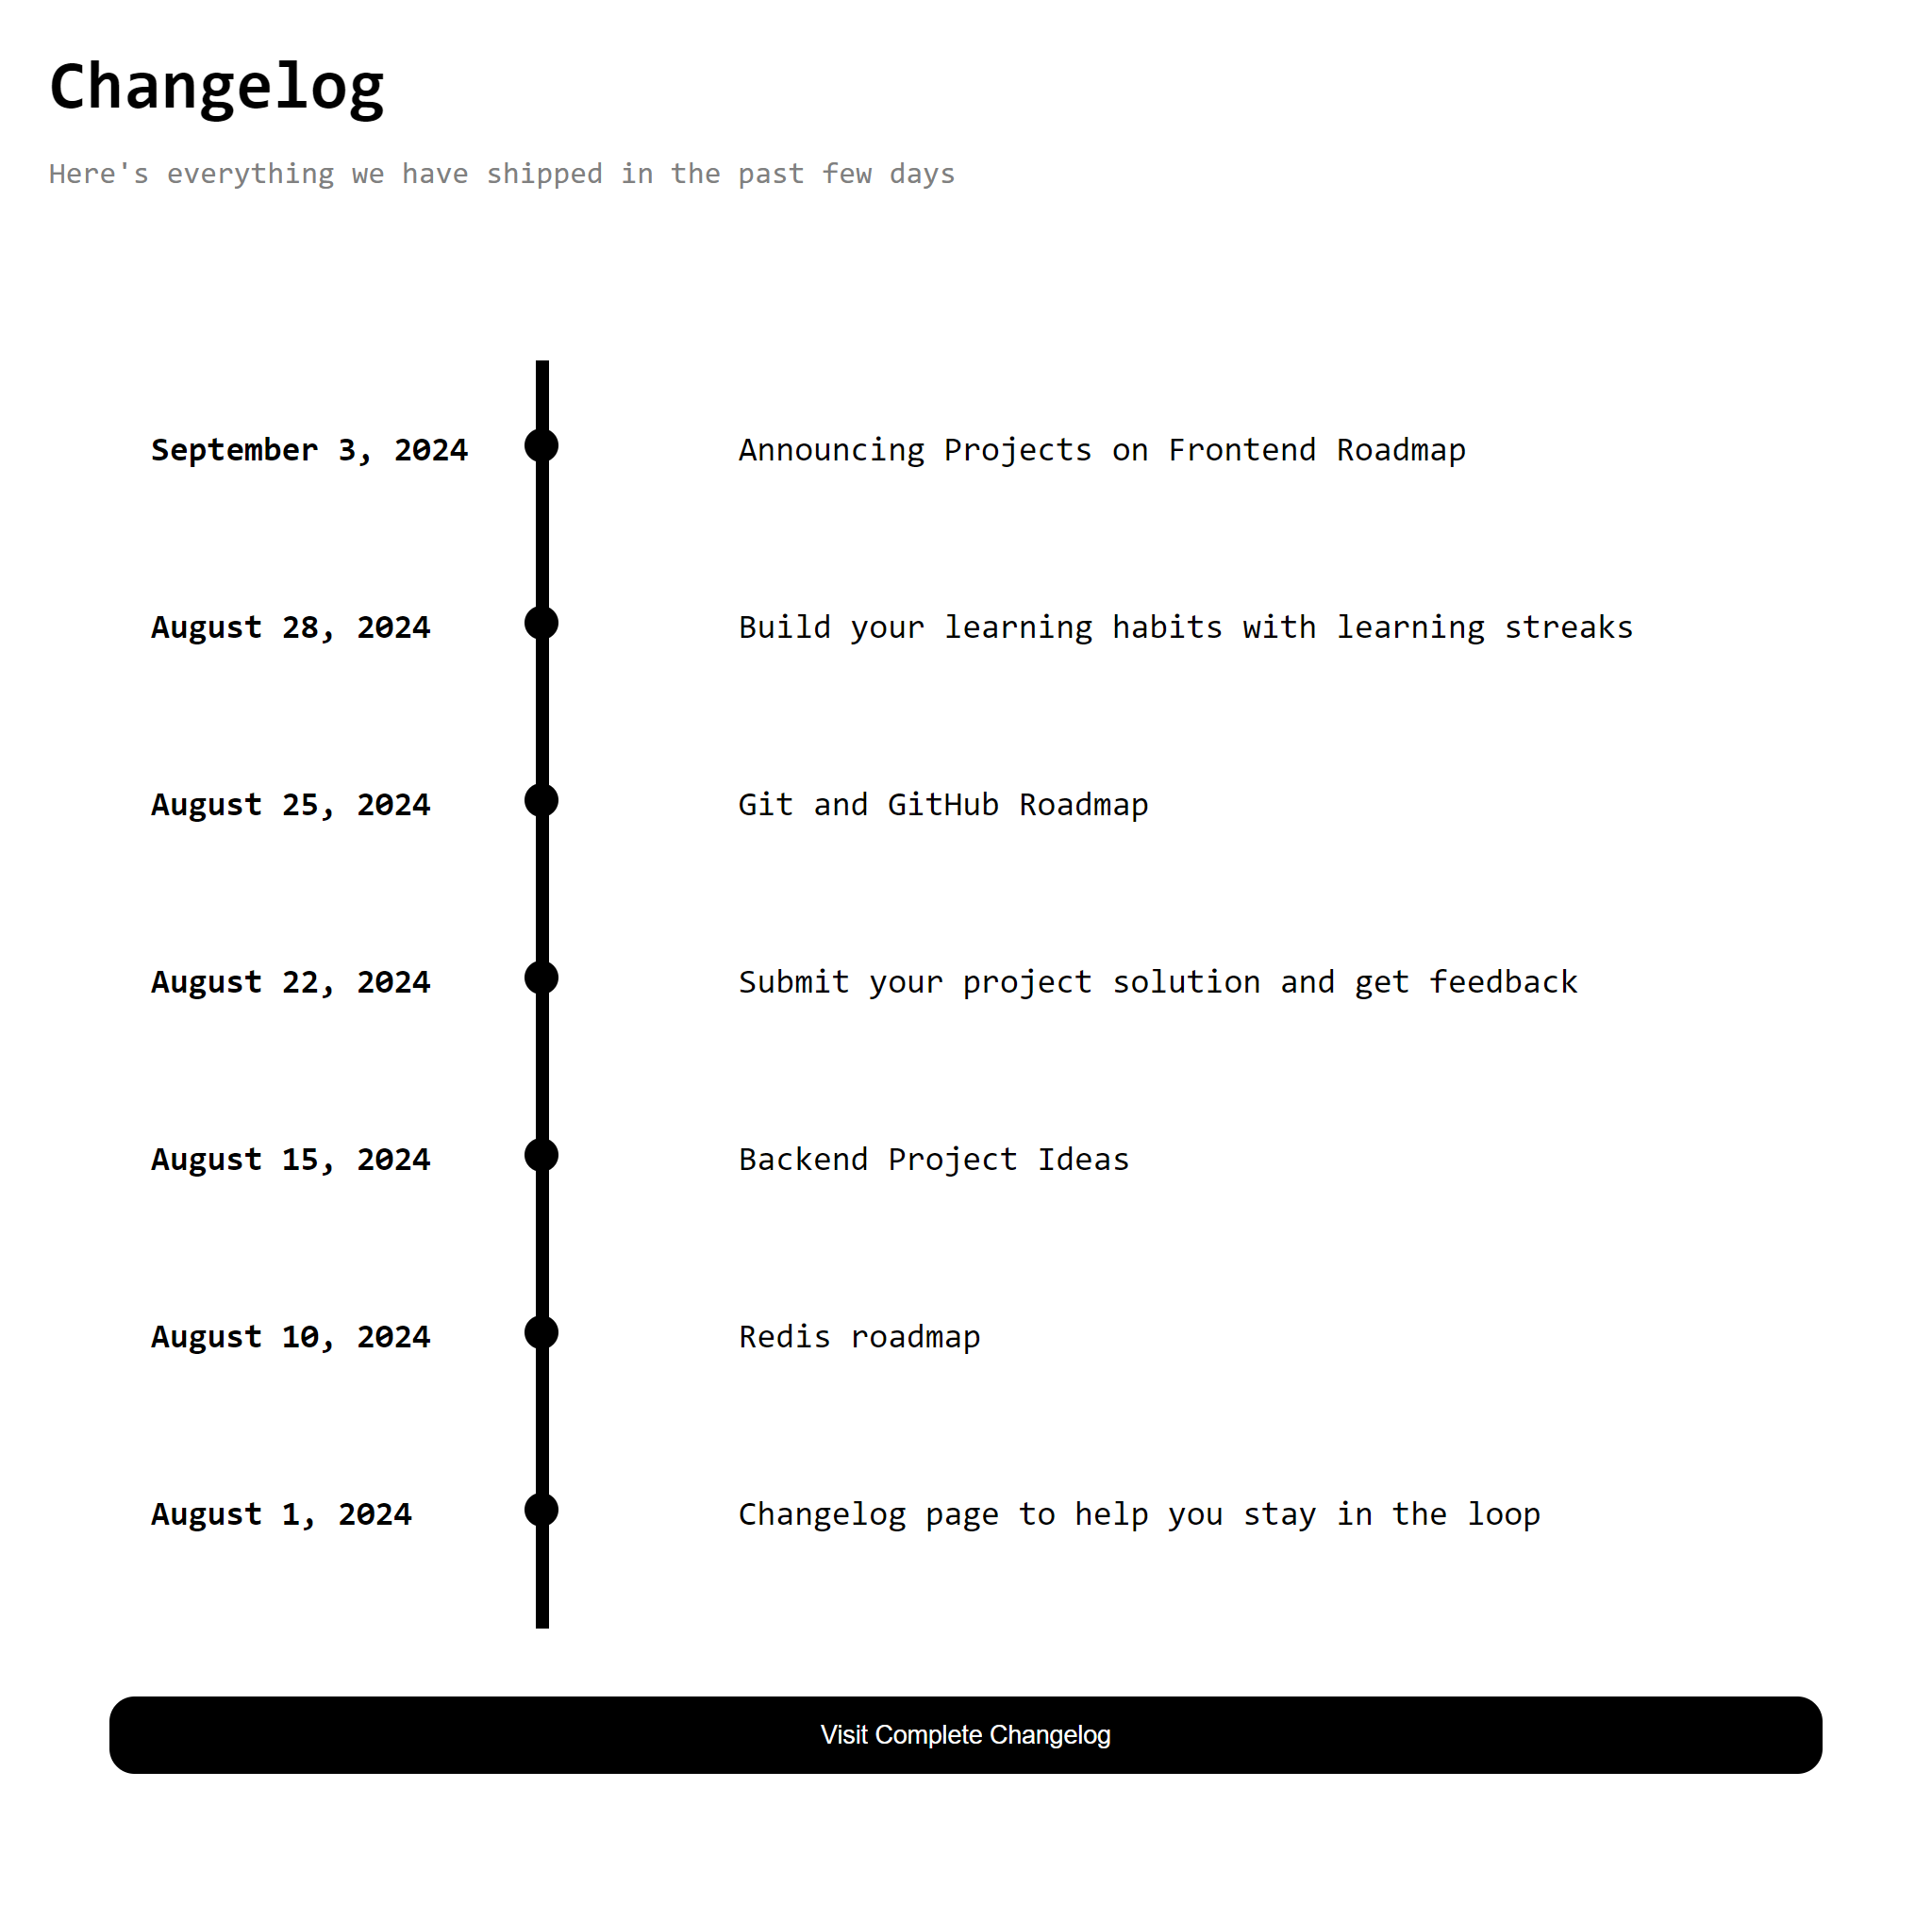 Changelog
Here's everything we have shipped in the past few days
September 3, 2024 Announcing Projects on Frontend Roadmap
August 28, 2024 Build your learning habits with learning streaks
August 25, 2024 Git and GitHub Roadmap
August 22, 2024 Submit your project solution and get feedback
August 15, 2024 Backend Project Ideas
August 10, 2024 Redis roadmap
August 1, 2024 Changelog page to help you stay in the loop
Visit Complete Changelog